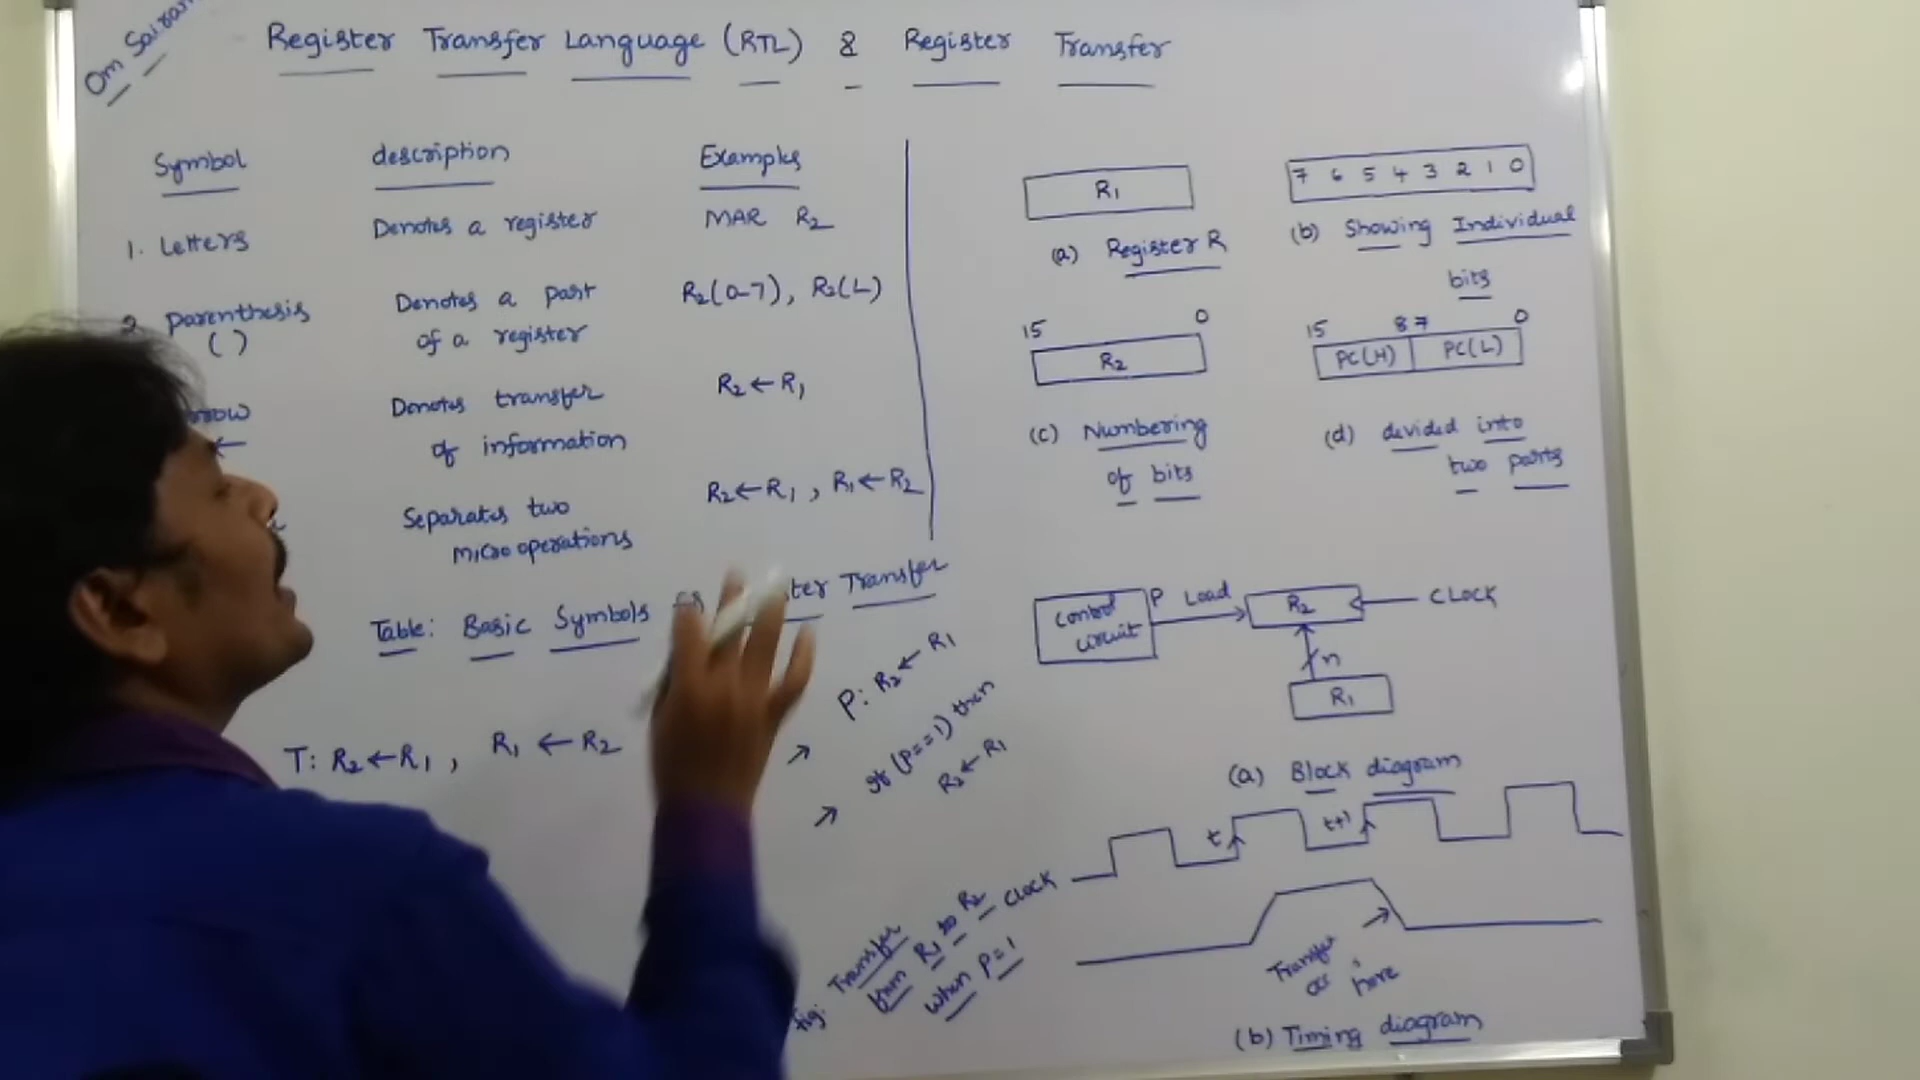 Om Sairam
Register Transfer Language (RTL) & Register Transfer
Symbol description Examples
1. Letters Denotes a register MAR R2
2. Parenthesis ( ) Denotes a part of a register R2(0-7), R2(L)
← Denotes transfer of information R2 ← R1
Separates two microoperations R2 ← R1 , R1 ← R2
Table: Basic Symbols Transfer
T: R2 ← R1 , R1 ← R2
P: R2 ← R1
→ If (P==1) then
→ R2 ← R1
R1
(a) Register R
7 6 5 4 3 2 1 0
(b) Showing Individual
bits
15 0
R2
(c) Numbering
of bits
15 8 7 0
PC(H) PC(L)
(d) devided into
two parts
control
circuit
P Load
R2
CLOCK
n
R1
(a) Block diagram
t t+1
CLOCK
Transfer
here
(b) Timing diagram
Fig: Transfer
from R1 to R2
when P=1